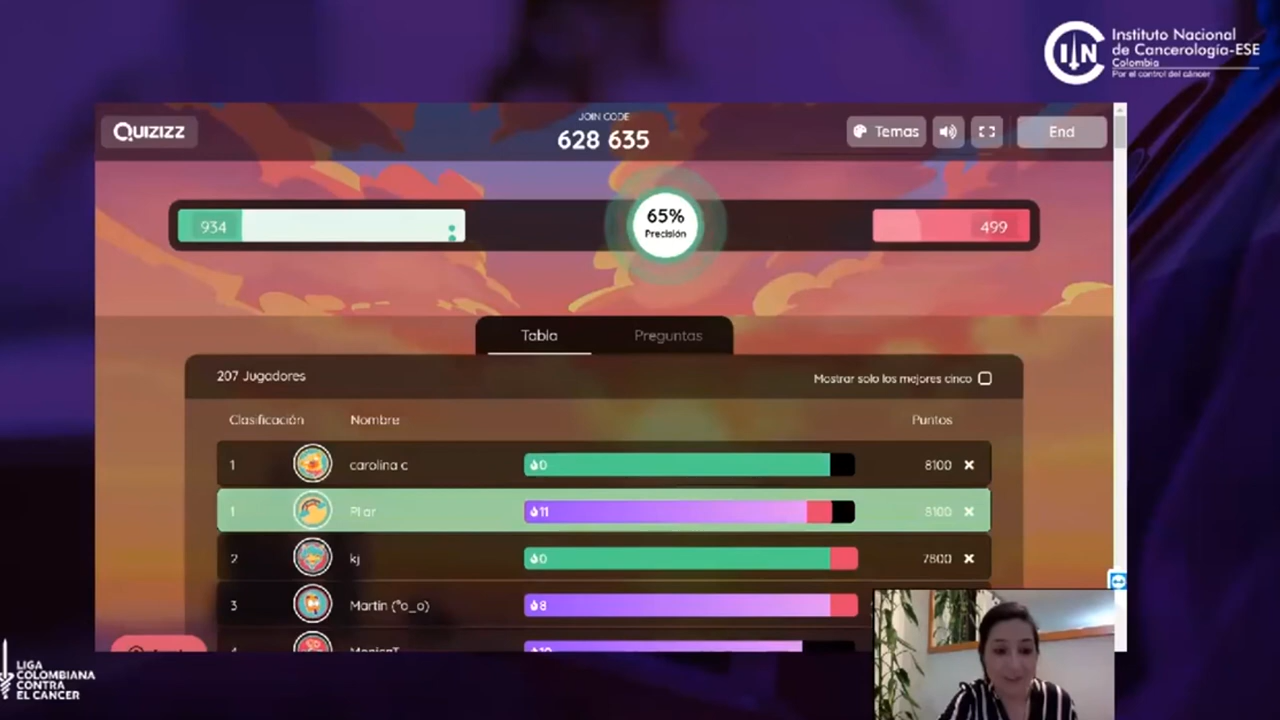 Instituto Nacional
de Cancerología-ESE
Colombia
Por el control del cáncer
QUIZIZZ
JOIN CODE
628 635
Temas
End
934
65%
Precisión
499
Tabla
Preguntas
207 Jugadores
Mostrar solo los mejores cinco
Clasificación
Nombre
Puntos
1
carolina c
0
8100
1
Pilar
11
8100
2
kj
0
7800
3
Martin (°o_o)
8
LIGA
COLOMBIANA
CONTRA
EL CANCER